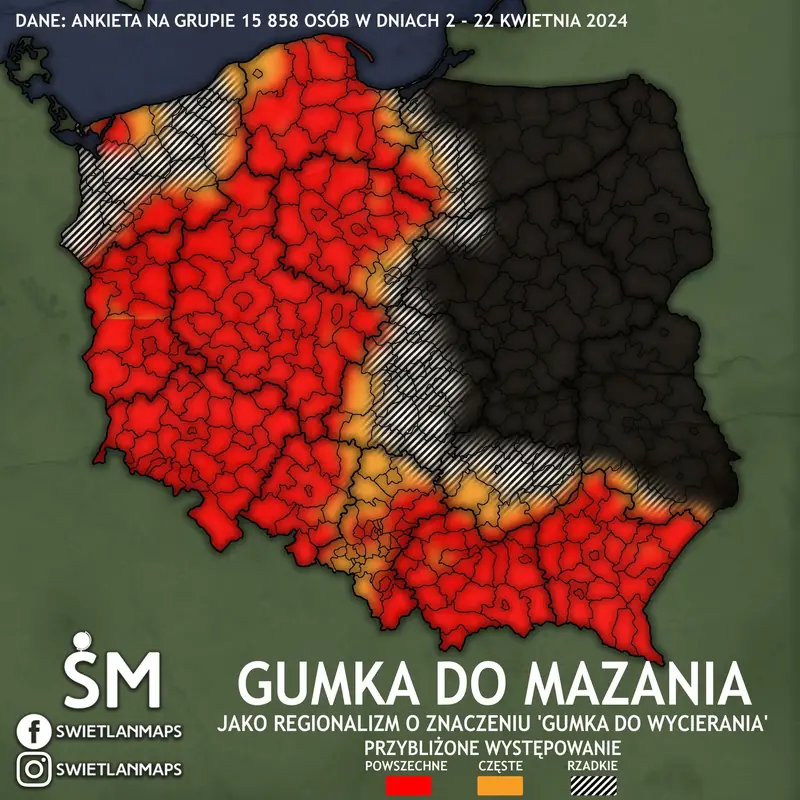 DANE: ANKIETA NA GRUPIE 15 858 OSÓB W DNIACH 2 - 22 KWIETNIA 2024
ŚM
GUMKA DO MAZANIA
JAKO REGIONALIZM O ZNACZENIU 'GUMKA DO WYCIERANIA'
PRZYBLIŻONE WYSTĘPOWANIE
POWSZECHNE CZĘSTE RZADKIE
SWIETLANMAPS
SWIETLANMAPS